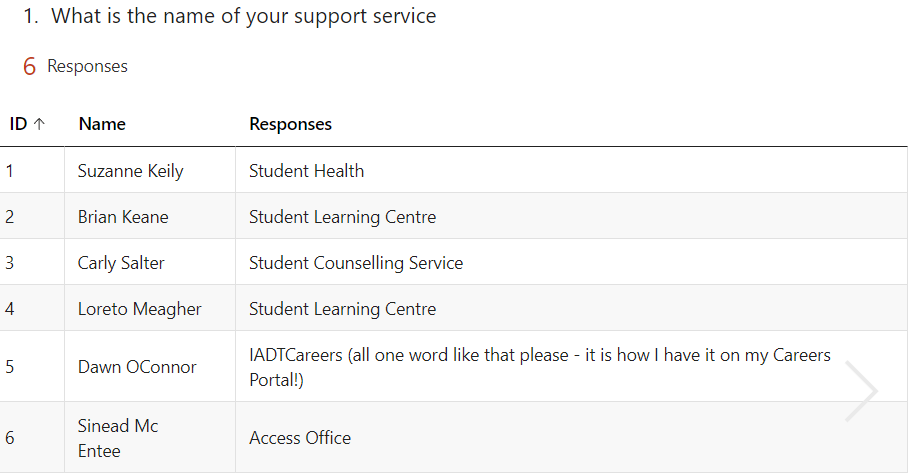 1. What is the name of your support service
6 Responses
ID ↑ Name Responses
1 Suzanne Keily Student Health
2 Brian Keane Student Learning Centre
3 Carly Salter Student Counselling Service
4 Loreto Meagher Student Learning Centre
5 Dawn OConnor IADTCareers (all one word like that please - it is how I have it on my Careers
Portal!)
6 Sinead Mc
Entee Access Office